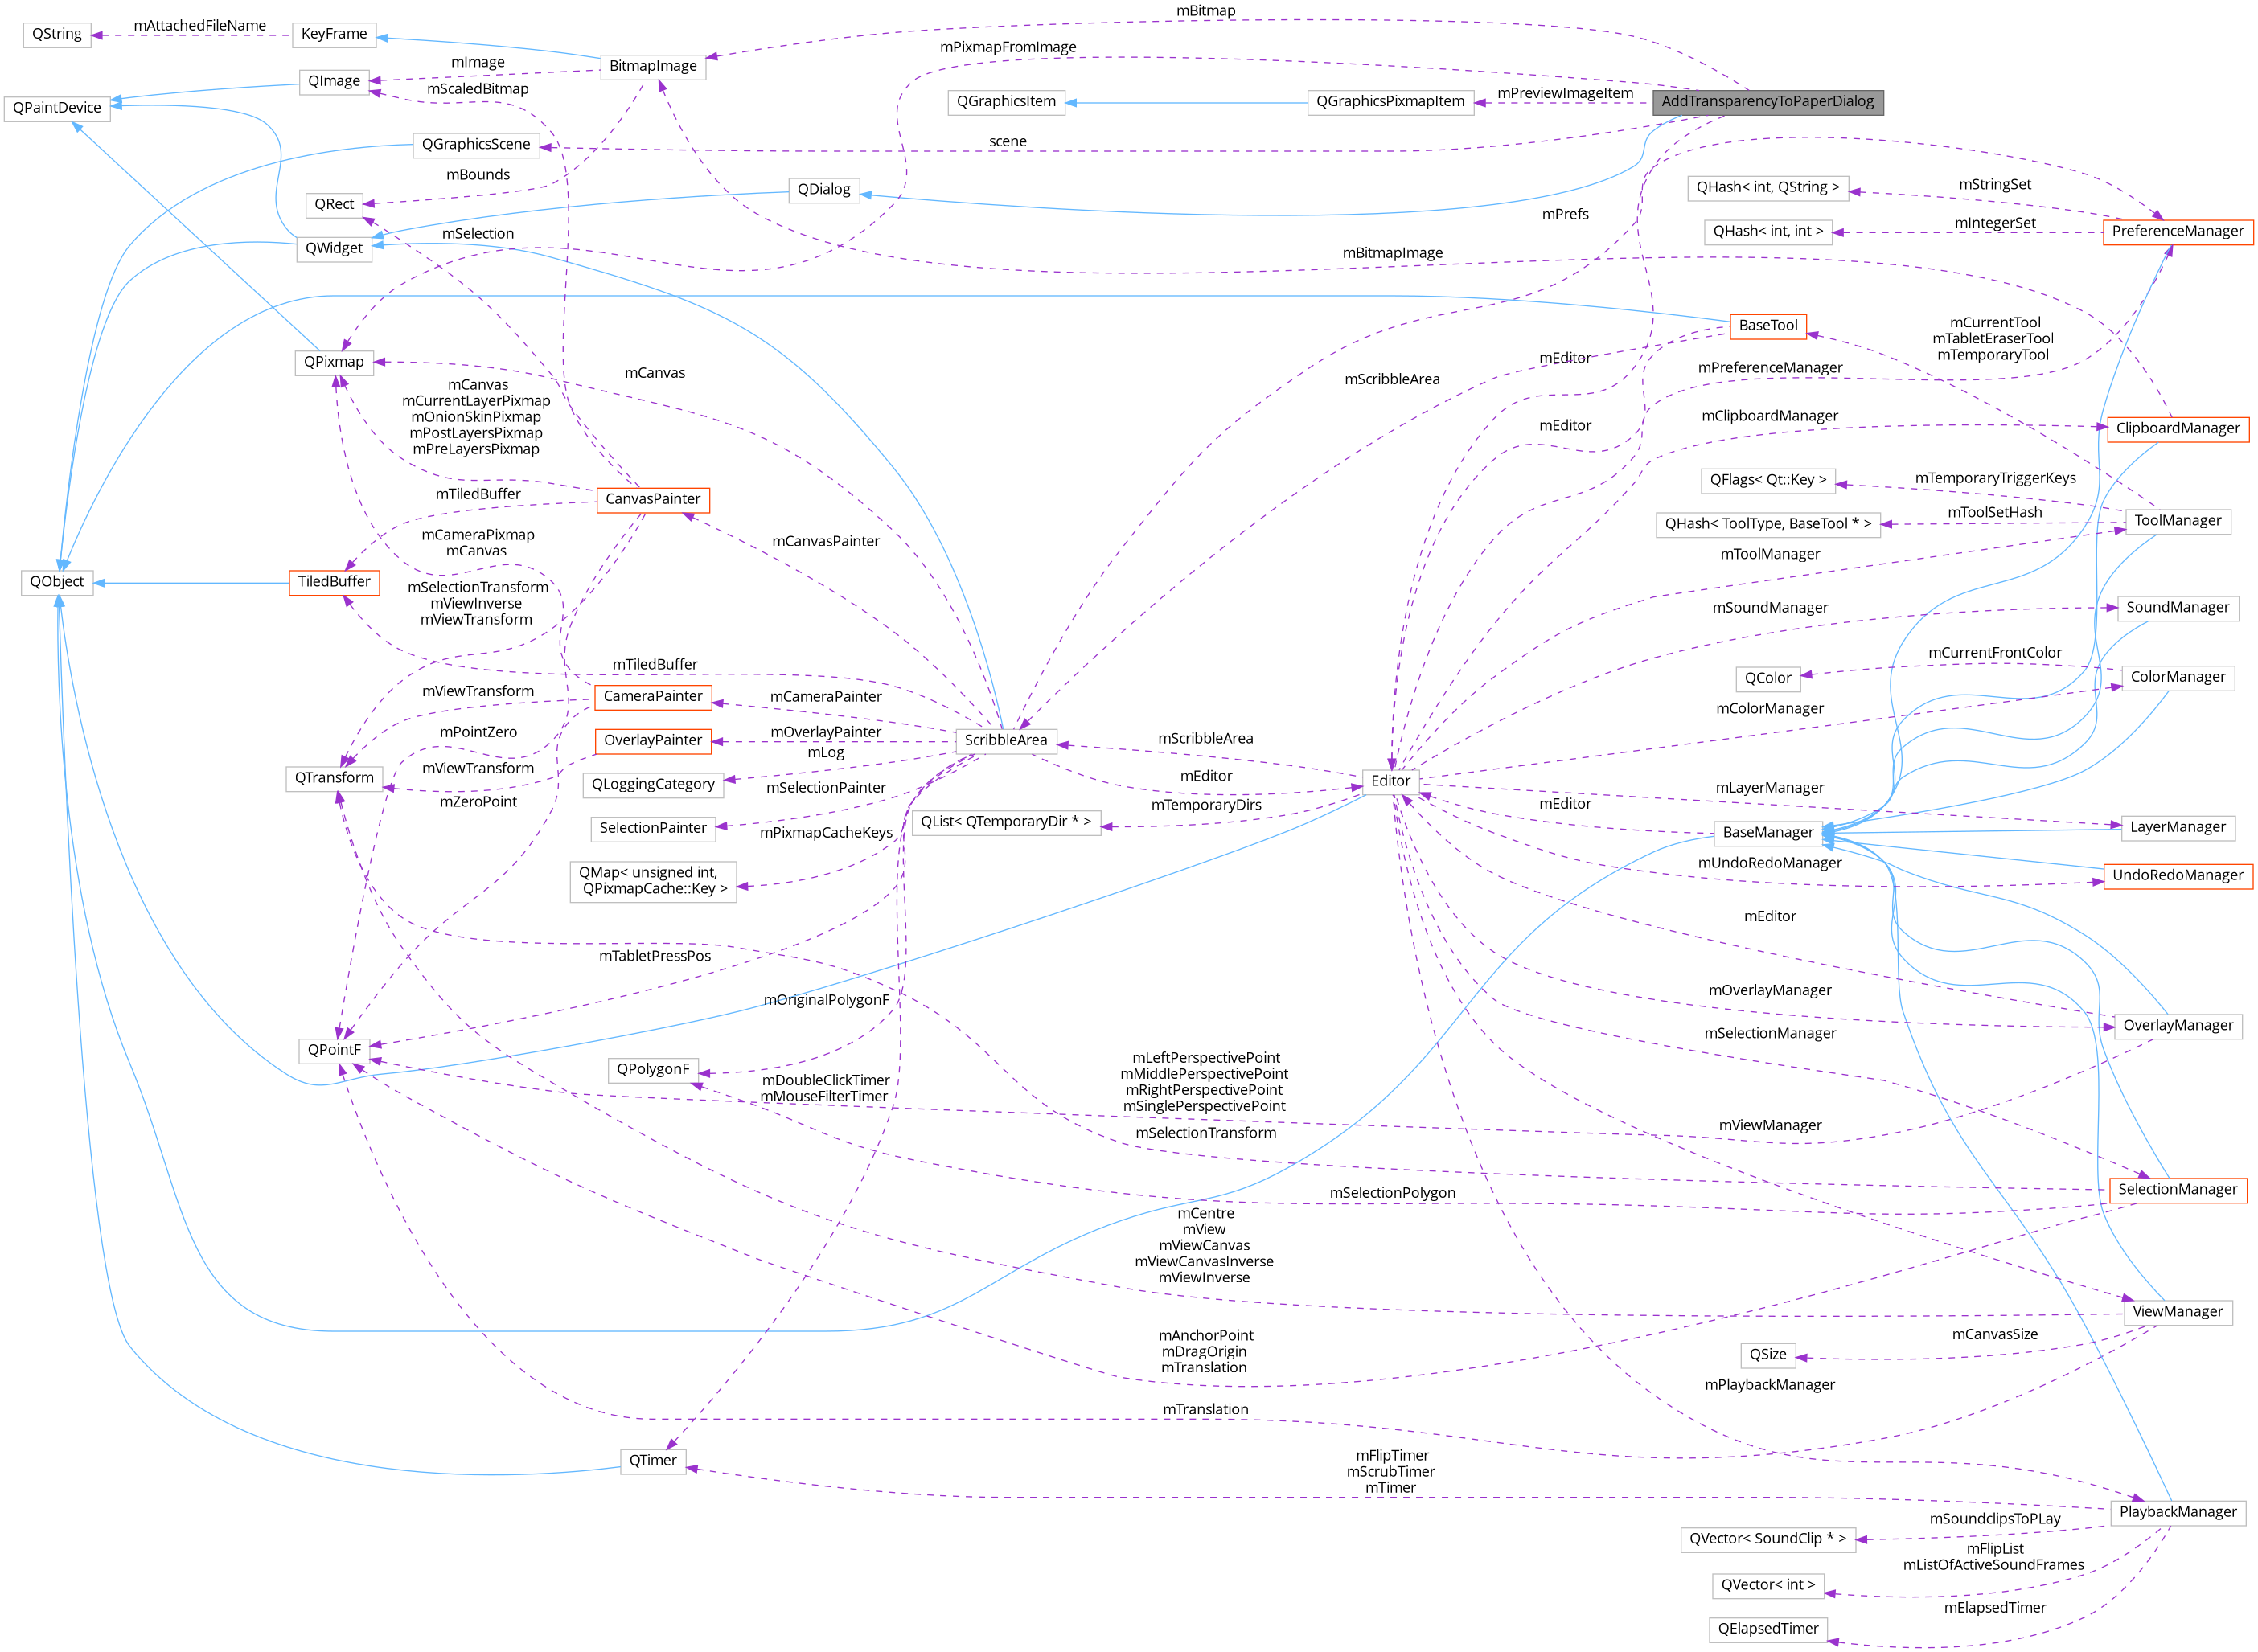 mBitmap
mAttachedFileName
QString
KeyFrame
mPixmapFromImage
mImage
BitmapImage
QImage
mScaledBitmap
QPaintDevice
QGraphicsItem
QGraphicsPixmapItem
mPreviewImageItem
AddTransparencyToPaperDialog
QGraphicsScene
scene
mBounds
QDialog
QHash< int, QString >
mStringSet
QRect
mPrefs
mIntegerSet
QHash< int, int >
PreferenceManager
mSelection
QWidget
mBitmapImage
BaseTool
mCurrentTool
mTabletEraserTool
mTemporaryTool
QPixmap
mEditor
mCanvas
mScribbleArea
mPreferenceManager
mCanvas
mCurrentLayerPixmap
mOnionSkinPixmap
mPostLayersPixmap
mPreLayersPixmap
mEditor
mClipboardManager
ClipboardManager
mTiledBuffer
CanvasPainter
QFlags< Qt::Key >
mTemporaryTriggerKeys
QHash< ToolType, BaseTool * >
mToolSetHash
ToolManager
mCameraPixmap
mCanvas
mCanvasPainter
mToolManager
QObject
TiledBuffer
mSelectionTransform
mViewInverse
mViewTransform
mSoundManager
SoundManager
mTiledBuffer
mCurrentFrontColor
QColor
ColorManager
mViewTransform
CameraPainter
mCameraPainter
mColorManager
mPointZero
OverlayPainter
mOverlayPainter
ScribbleArea
mScribbleArea
mLog
mViewTransform
QTransform
QLoggingCategory
mEditor
Editor
mLayerManager
mSelectionPainter
mZeroPoint
mTemporaryDirs
mEditor
QList< QTemporaryDir * >
SelectionPainter
mPixmapCacheKeys
BaseManager
LayerManager
mUndoRedoManager
QMap< unsigned int,
QPixmapCache::Key >
UndoRedoManager
mEditor
mTabletPressPos
mOriginalPolygonF
mOverlayManager
OverlayManager
mSelectionManager
QPointF
QPolygonF
mDoubleClickTimer
mMouseFilterTimer
mLeftPerspectivePoint
mMiddlePerspectivePoint
mRightPerspectivePoint
mSinglePerspectivePoint
mViewManager
mSelectionTransform
mSelectionPolygon
SelectionManager
mCentre
mView
mViewCanvas
mViewCanvasInverse
mViewInverse
ViewManager
mAnchorPoint
mDragOrigin
mTranslation
mCanvasSize
QSize
mPlaybackManager
mTranslation
QTimer
mFlipTimer
mScrubTimer
mTimer
PlaybackManager
mSoundclipsToPLay
QVector< SoundClip * >
mFlipList
mListOfActiveSoundFrames
QVector< int >
mElapsedTimer
QElapsedTimer